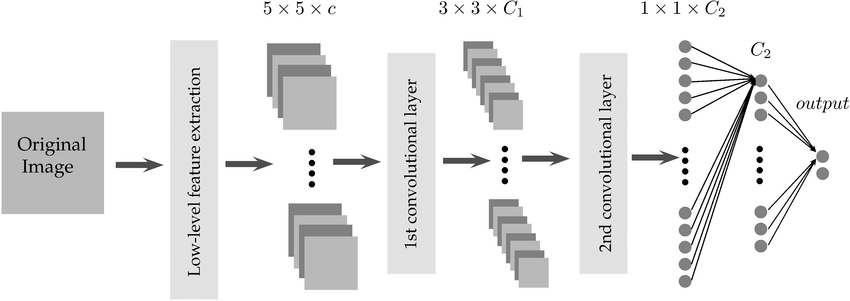 5 × 5 × c
3 × 3 × C₁
1 × 1 × C₂
C₂
output
Original
Image
Low-level feature extraction
1st convolutional layer
2nd convolutional layer